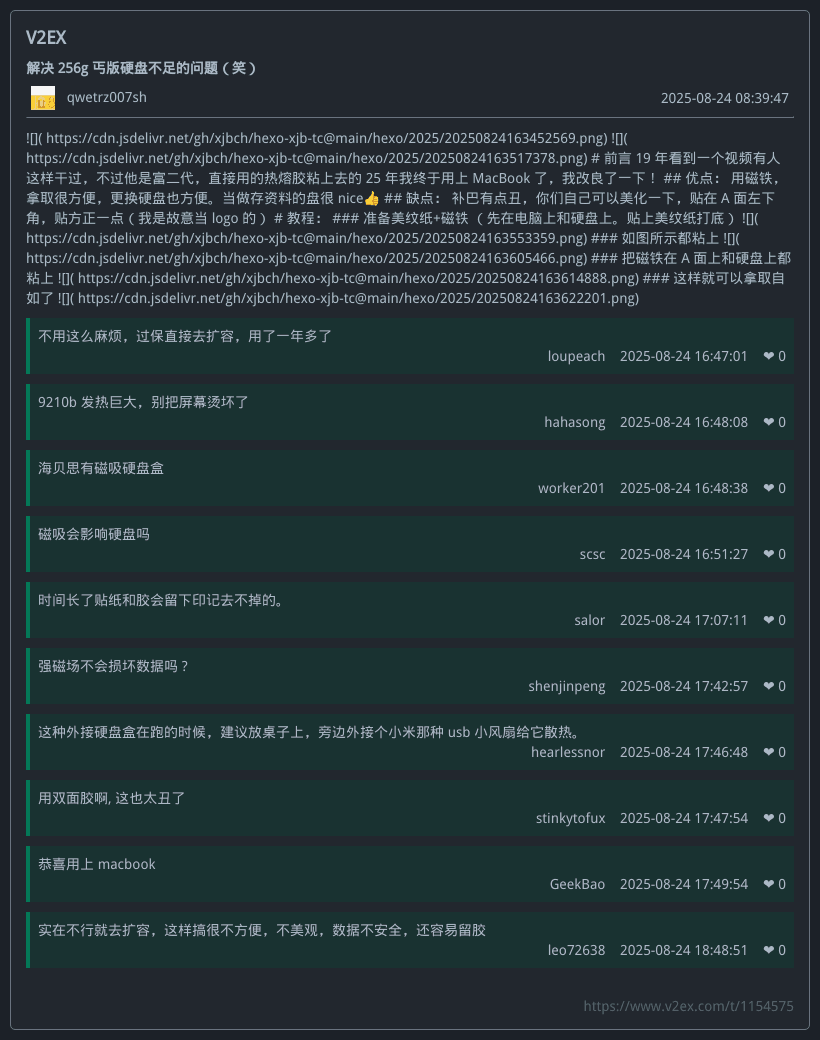 V2EX
解决 256g 丐版硬盘不足的问题（笑）
qwetrz007sh
2025-08-24 08:39:47
![]( https://cdn.jsdelivr.net/gh/xjbch/hexo-xjb-tc@main/hexo/2025/20250824163452569.png) ![](
https://cdn.jsdelivr.net/gh/xjbch/hexo-xjb-tc@main/hexo/2025/20250824163517378.png) # 前言 19 年看到一个视频有人
这样干过，不过他是富二代，直接用的热熔胶粘上去的 25 年我终于用上 MacBook 了，我改良了一下！ ## 优点： 用磁铁，
拿取很方便，更换硬盘也方便。当做存资料的盘很 nice👍 ## 缺点： 补巴有点丑，你们自己可以美化一下，贴在 A 面左下
角，贴方正一点（我是故意当 logo 的） # 教程： ### 准备美纹纸+磁铁 （先在电脑上和硬盘上。贴上美纹纸打底） ![](
https://cdn.jsdelivr.net/gh/xjbch/hexo-xjb-tc@main/hexo/2025/20250824163553359.png) ### 如图所示都粘上 ![](
https://cdn.jsdelivr.net/gh/xjbch/hexo-xjb-tc@main/hexo/2025/20250824163605466.png) ### 把磁铁在 A 面上和硬盘上都
粘上 ![]( https://cdn.jsdelivr.net/gh/xjbch/hexo-xjb-tc@main/hexo/2025/20250824163614888.png) ### 这样就可以拿取自
如了 ![]( https://cdn.jsdelivr.net/gh/xjbch/hexo-xjb-tc@main/hexo/2025/20250824163622201.png)
不用这么麻烦，过保直接去扩容，用了一年多了
loupeach 2025-08-24 16:47:01 ❤ 0
9210b 发热巨大，别把屏幕烫坏了
hahasong 2025-08-24 16:48:08 ❤ 0
海贝思有磁吸硬盘盒
worker201 2025-08-24 16:48:38 ❤ 0
磁吸会影响硬盘吗
scsc 2025-08-24 16:51:27 ❤ 0
时间长了贴纸和胶会留下印记去不掉的。
salor 2025-08-24 17:07:11 ❤ 0
强磁场不会损坏数据吗？
shenjinpeng 2025-08-24 17:42:57 ❤ 0
这种外接硬盘盒在跑的时候，建议放桌子上，旁边外接个小米那种 usb 小风扇给它散热。
hearlessnor 2025-08-24 17:46:48 ❤ 0
用双面胶啊, 这也太丑了
stinkytofux 2025-08-24 17:47:54 ❤ 0
恭喜用上 macbook
GeekBao 2025-08-24 17:49:54 ❤ 0
实在不行就去扩容，这样搞很不方便，不美观，数据不安全，还容易留胶
leo72638 2025-08-24 18:48:51 ❤ 0
https://www.v2ex.com/t/1154575